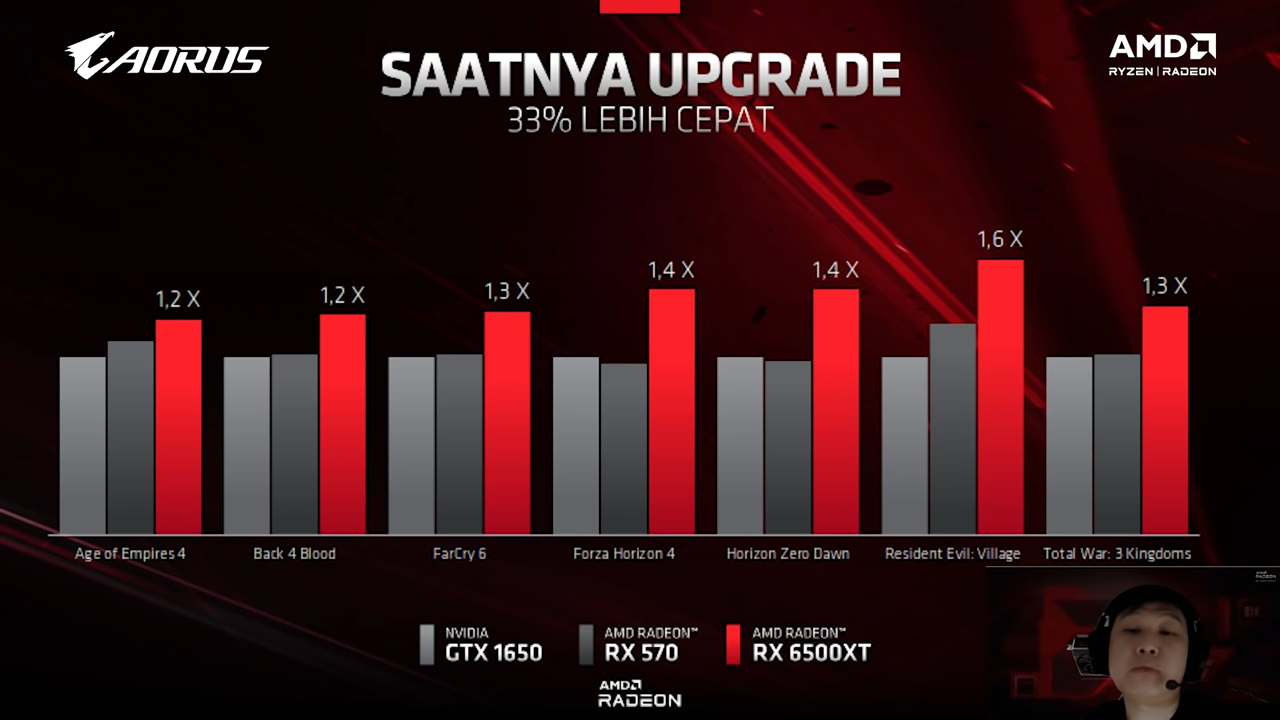 AORUS
AMD
RYZEN | RADEON
SAATNYA UPGRADE
33% LEBIH CEPAT
1,2 X
1,2 X
1,3 X
1,4 X
1,4 X
1,6 X
1,3 X
Age of Empires 4
Back 4 Blood
FarCry 6
Forza Horizon 4
Horizon Zero Dawn
Resident Evil: Village
Total War: 3 Kingdoms
NVIDIA
GTX 1650
AMD RADEON™
RX 570
AMD RADEON™
RX 6500XT
AMD
RADEON
AMD
RADEON